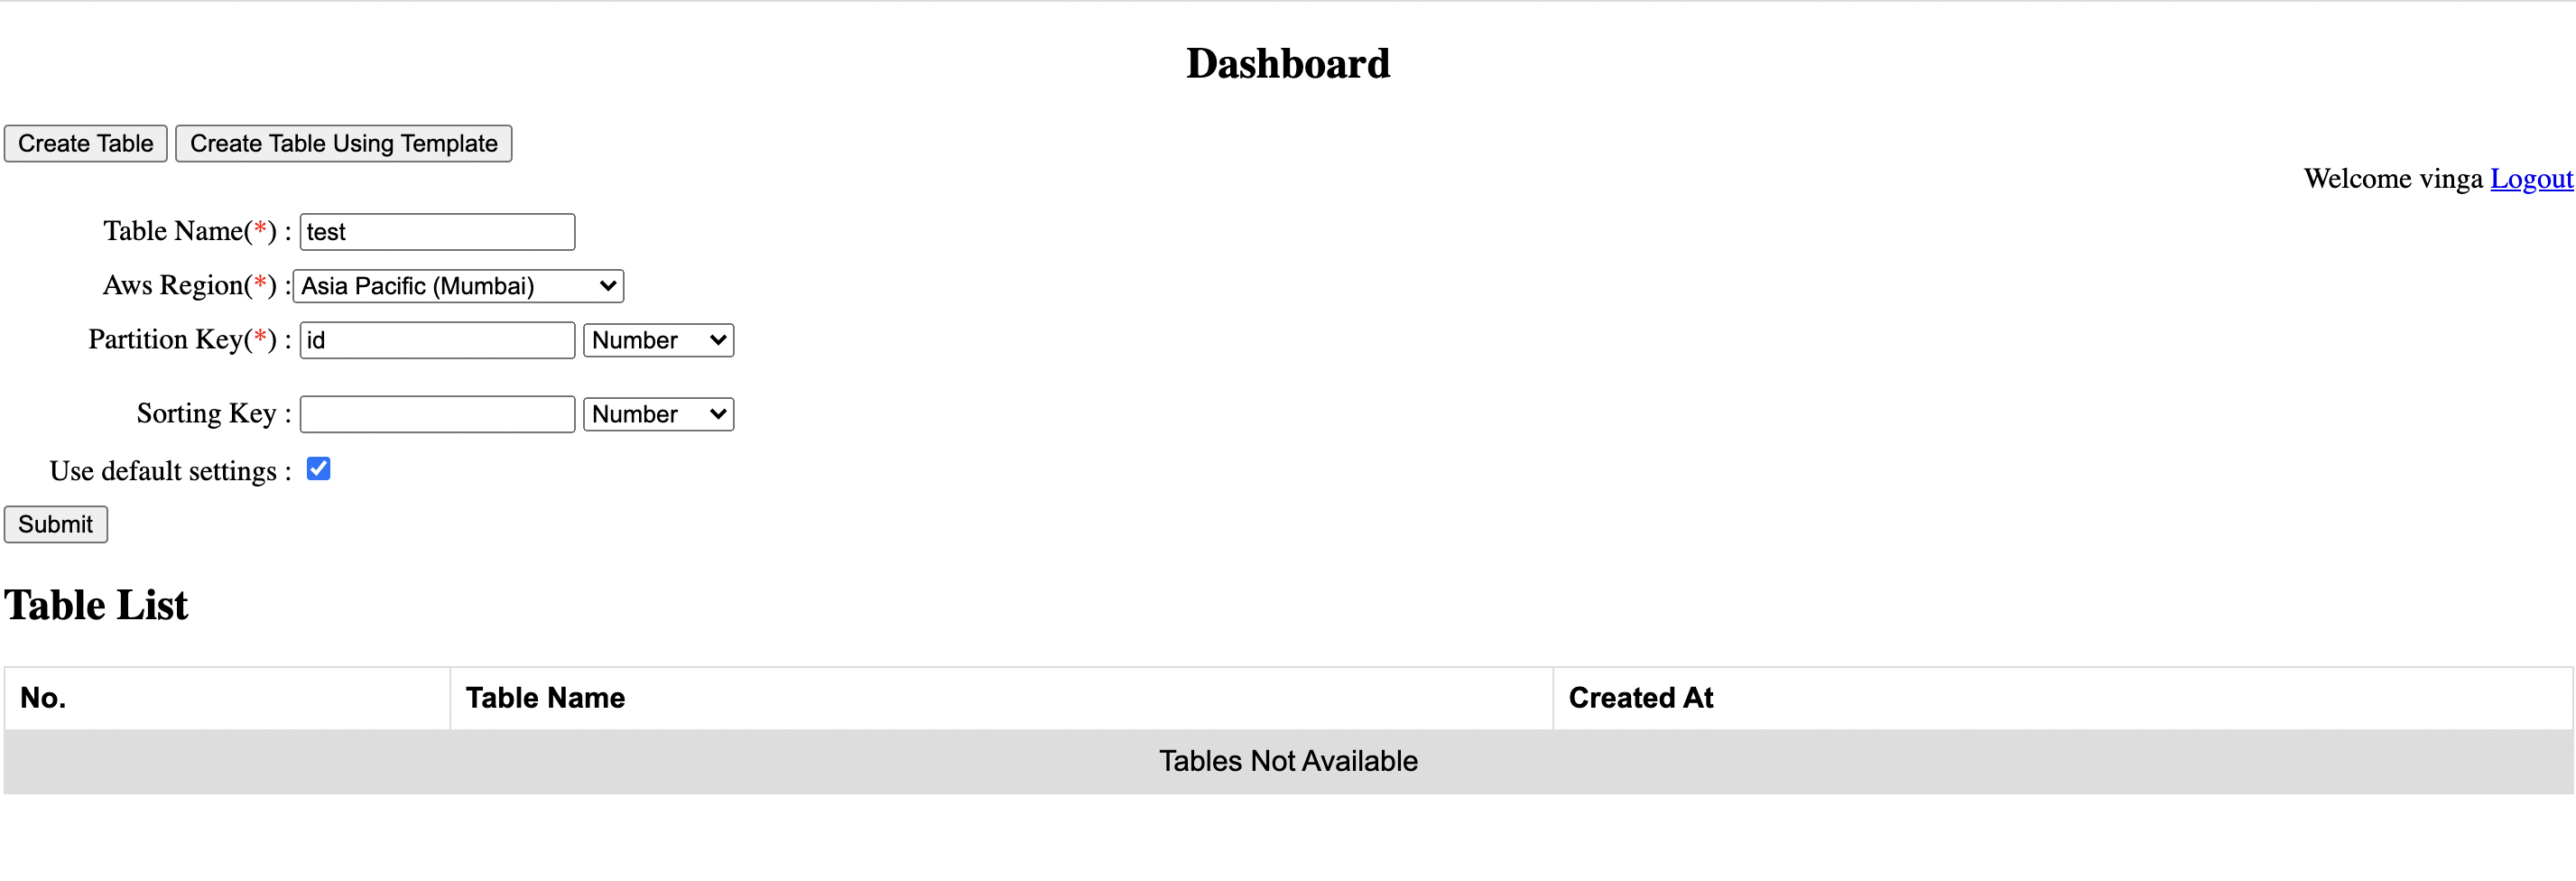 Dashboard
Create Table Create Table Using Template
Welcome vinga Logout
Table Name(*) : test
Aws Region(*) : Asia Pacific (Mumbai)
Partition Key(*) : id Number
Sorting Key : Number
Use default settings :
Submit
Table List
No. Table Name Created At
Tables Not Available